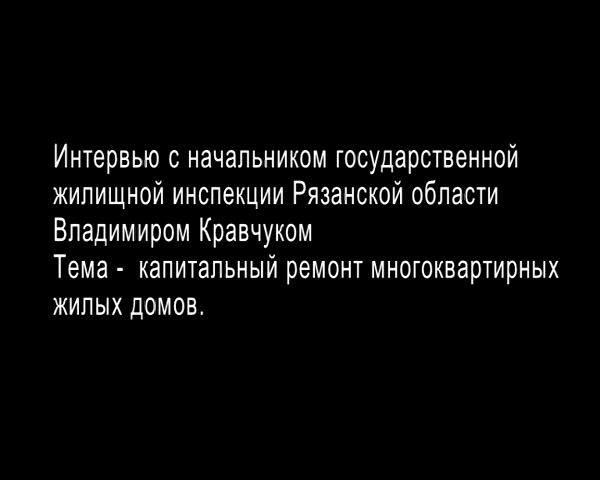 Интервью с начальником государственной
жилищной инспекции Рязанской области
Владимиром Кравчуком
Тема -  капитальный ремонт многоквартирных
жилых домов.